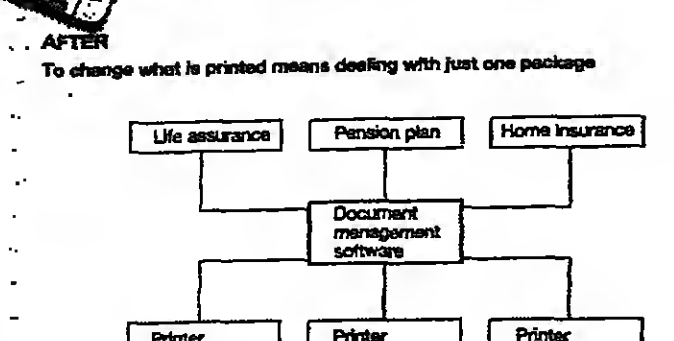 AFTER
To change what is printed means dealing with just one package
Life assurance
Pension plan
Home insurance
Document
management
software
Printer
Printer
Printer